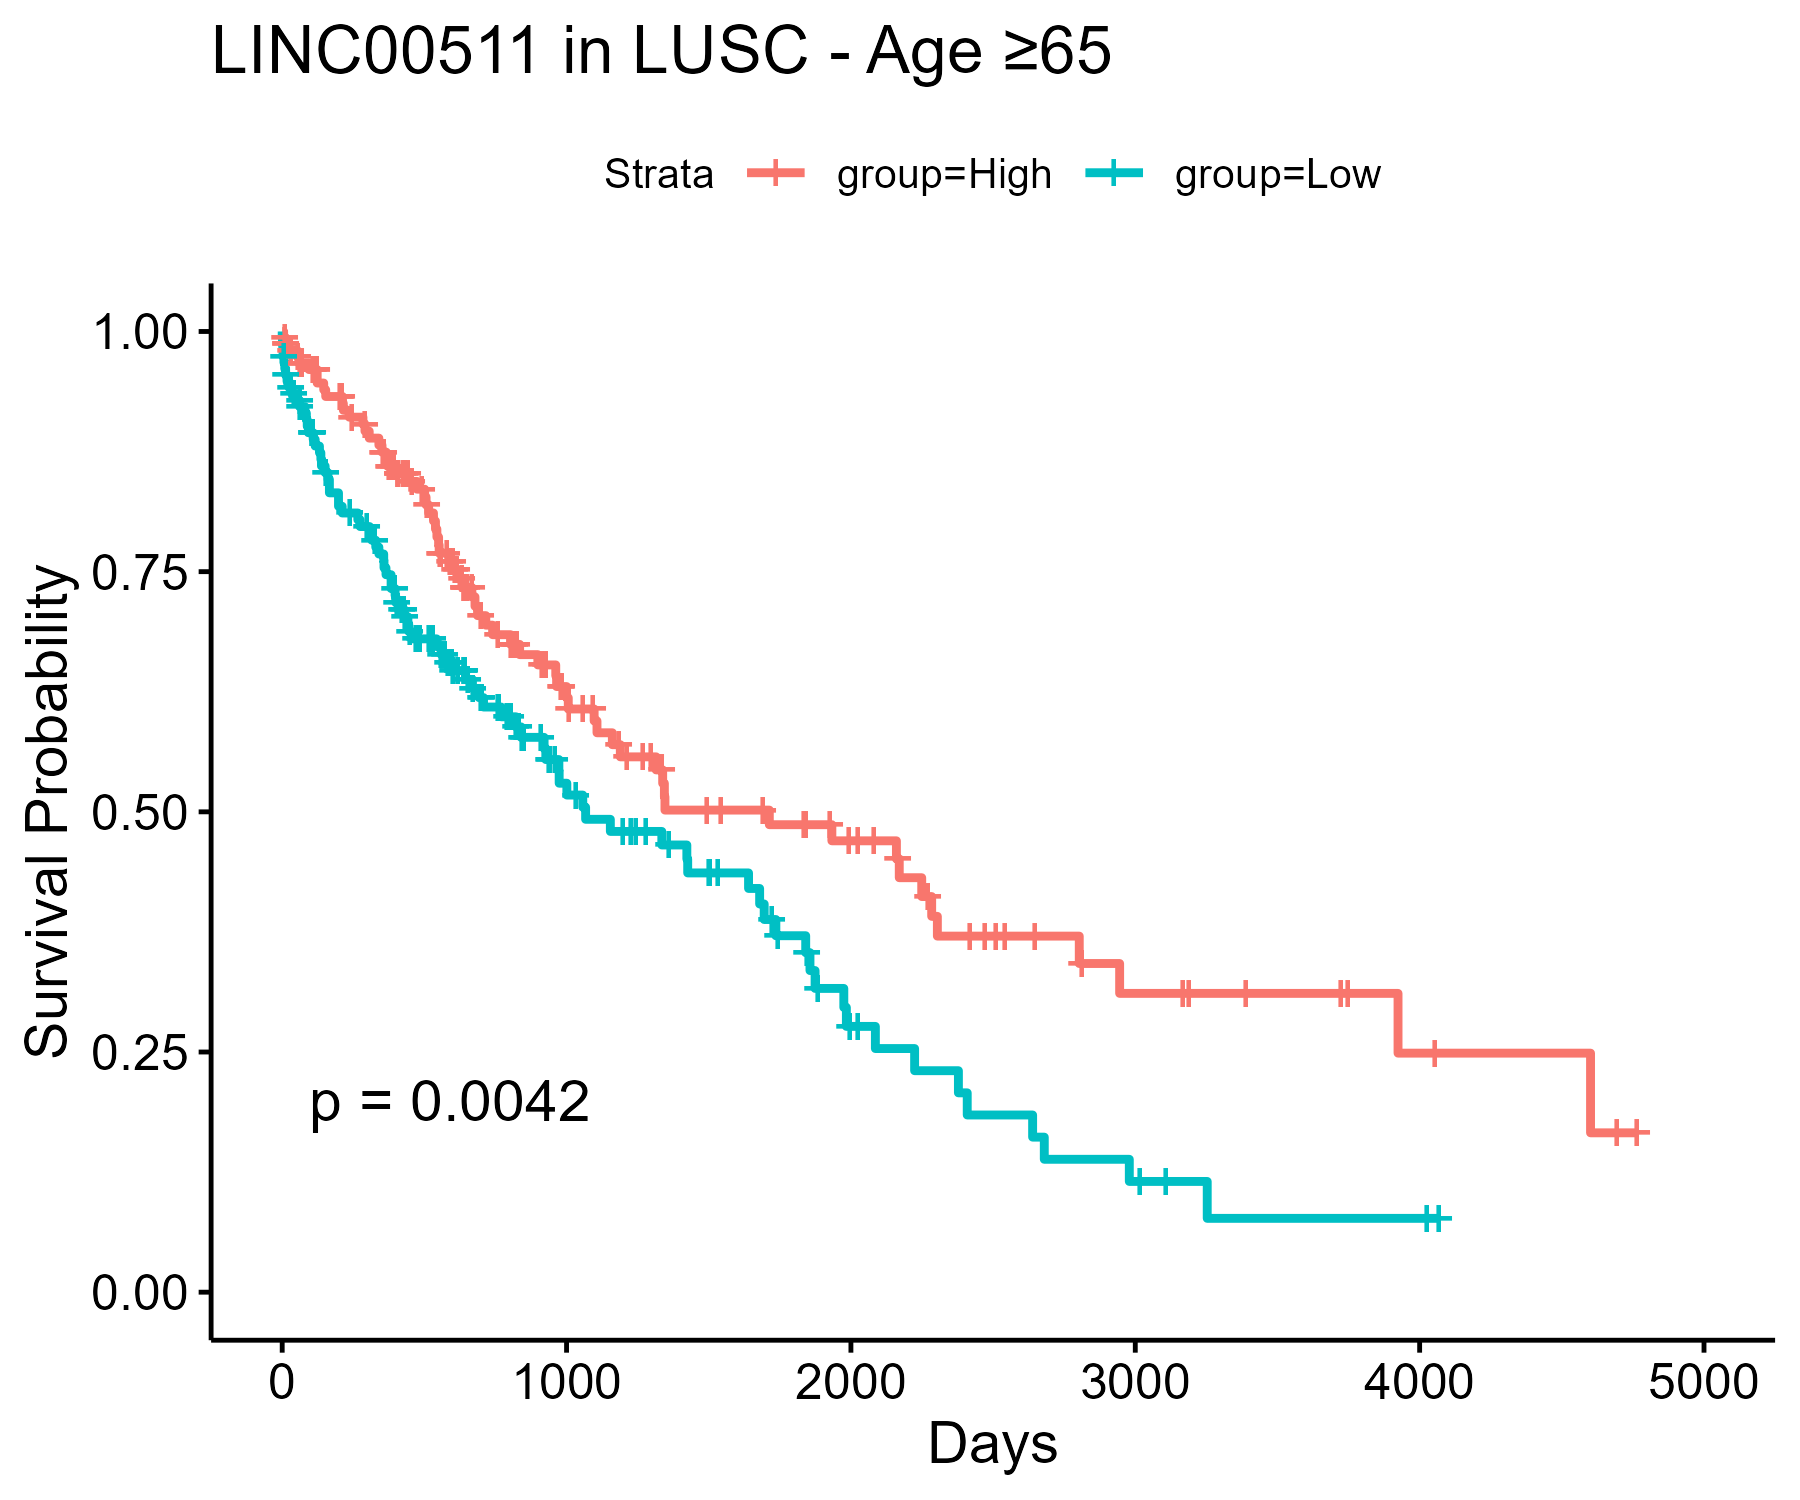 LINC00511 in LUSC - Age ≥65
Strata group=High group=Low
Survival Probability
1.00
0.75
0.50
0.25
0.00
p = 0.0042
0 1000 2000 3000 4000 5000
Days